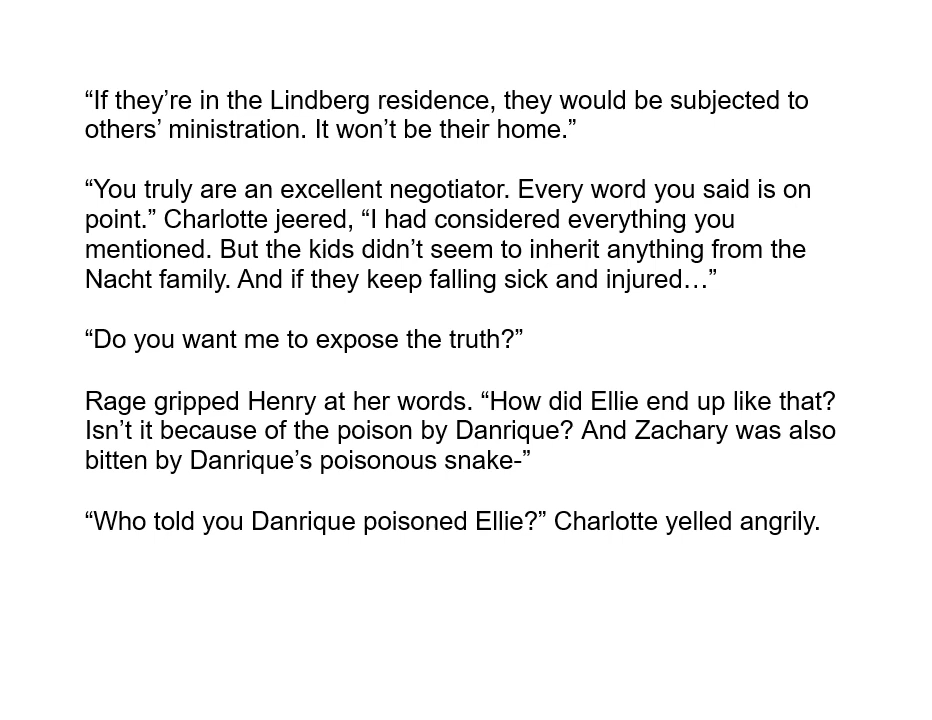 “If they’re in the Lindberg residence, they would be subjected to
others’ ministration. It won’t be their home.”
“You truly are an excellent negotiator. Every word you said is on
point.” Charlotte jeered, “I had considered everything you
mentioned. But the kids didn’t seem to inherit anything from the
Nacht family. And if they keep falling sick and injured…”
“Do you want me to expose the truth?”
Rage gripped Henry at her words. “How did Ellie end up like that?
Isn’t it because of the poison by Danrique? And Zachary was also
bitten by Danrique’s poisonous snake-”
“Who told you Danrique poisoned Ellie?” Charlotte yelled angrily.